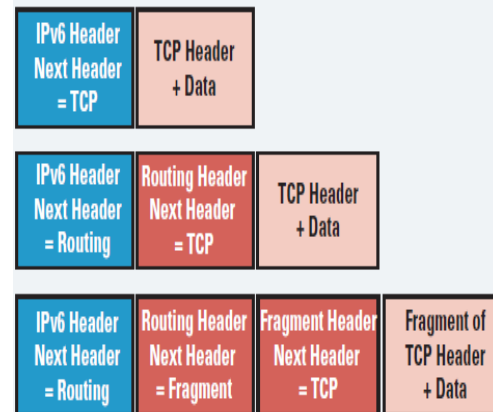 IPv6 Header
Next Header
= TCP
TCP Header
+ Data
IPv6 Header
Next Header
= Routing
Routing Header
Next Header
= TCP
TCP Header
+ Data
IPv6 Header
Next Header
= Routing
Routing Header
Next Header
= Fragment
Fragment Header
Next Header
= TCP
Fragment of
TCP Header
+ Data